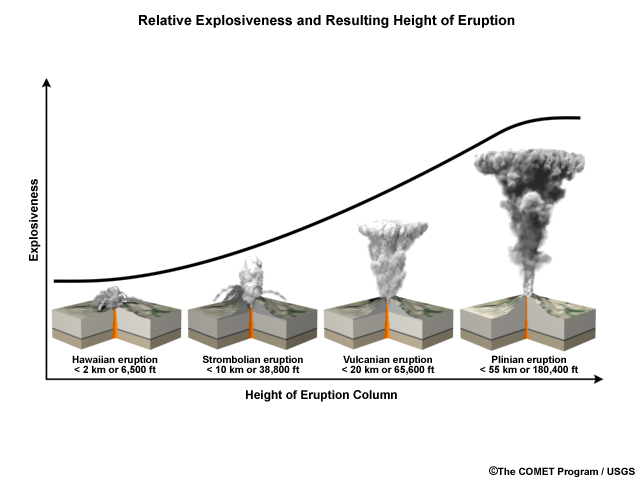 Relative Explosiveness and Resulting Height of Eruption
Explosiveness
Hawaiian eruption
< 2 km or 6,500 ft
Strombolian eruption
< 10 km or 38,800 ft
Vulcanian eruption
< 20 km or 65,600 ft
Plinian eruption
< 55 km or 180,400 ft
Height of Eruption Column
©The COMET Program / USGS